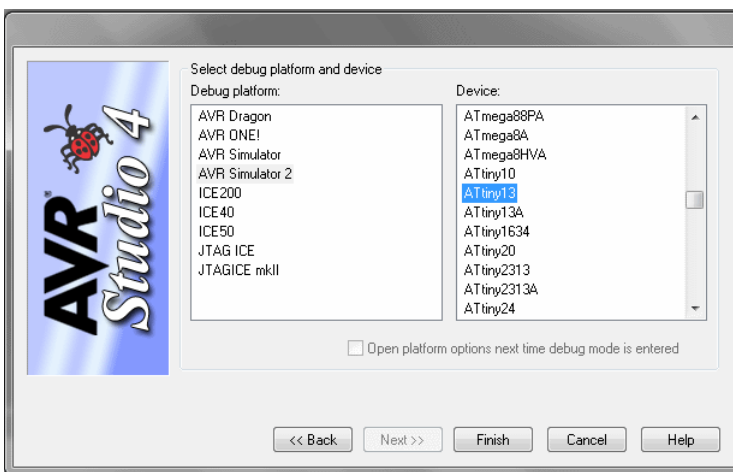 AVR® Studio 4
Select debug platform and device
Debug platform:
AVR Dragon
AVR ONE!
AVR Simulator
AVR Simulator 2
ICE200
ICE40
ICE50
JTAG ICE
JTAGICE mkII
Device:
ATmega88PA
ATmega8A
ATmega8HVA
ATtiny10
ATtiny13
ATtiny13A
ATtiny1634
ATtiny20
ATtiny2313
ATtiny2313A
ATtiny24
Open platform options next time debug mode is entered
<< Back
Next >>
Finish
Cancel
Help